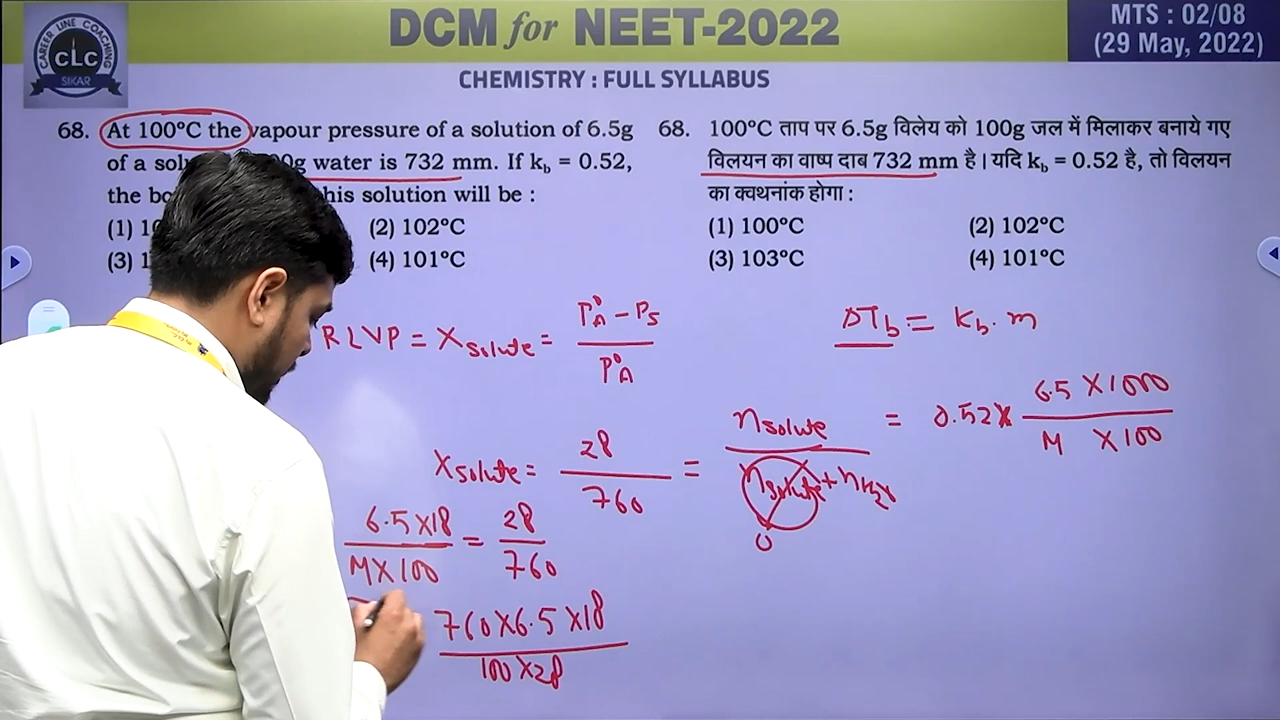 DCM for NEET-2022
MTS : 02/08
(29 May, 2022)
CAREER LINE COACHING
CLC
SIKAR
CHEMISTRY : FULL SYLLABUS
68. At 100°C the vapour pressure of a solution of 6.5g
of a g water is 732 mm. If k_b = 0.52,
the his solution will be :
(1) (2) 102°C
(3) (4) 101°C
68. 100°C ताप पर 6.5g विलेय को 100g जल में मिलाकर बनाये गए
विलयन का वाष्प दाब 732 mm है। यदि k_b = 0.52 है, तो विलयन
का क्वथनांक होगा :
(1) 100°C (2) 102°C
(3) 103°C (4) 101°C
RLVP = X_solute = P°_A - P_S / P°_A
X_solute = 28 / 760 = n_solute / n_solute + n_H2O
O
6.5 X 18 / M X 100 = 28 / 760
760 X 6.5 X 18 / 100 X 28
ΔT_b = K_b . m
= 0.52 X 6.5 X 1000 / M X 100